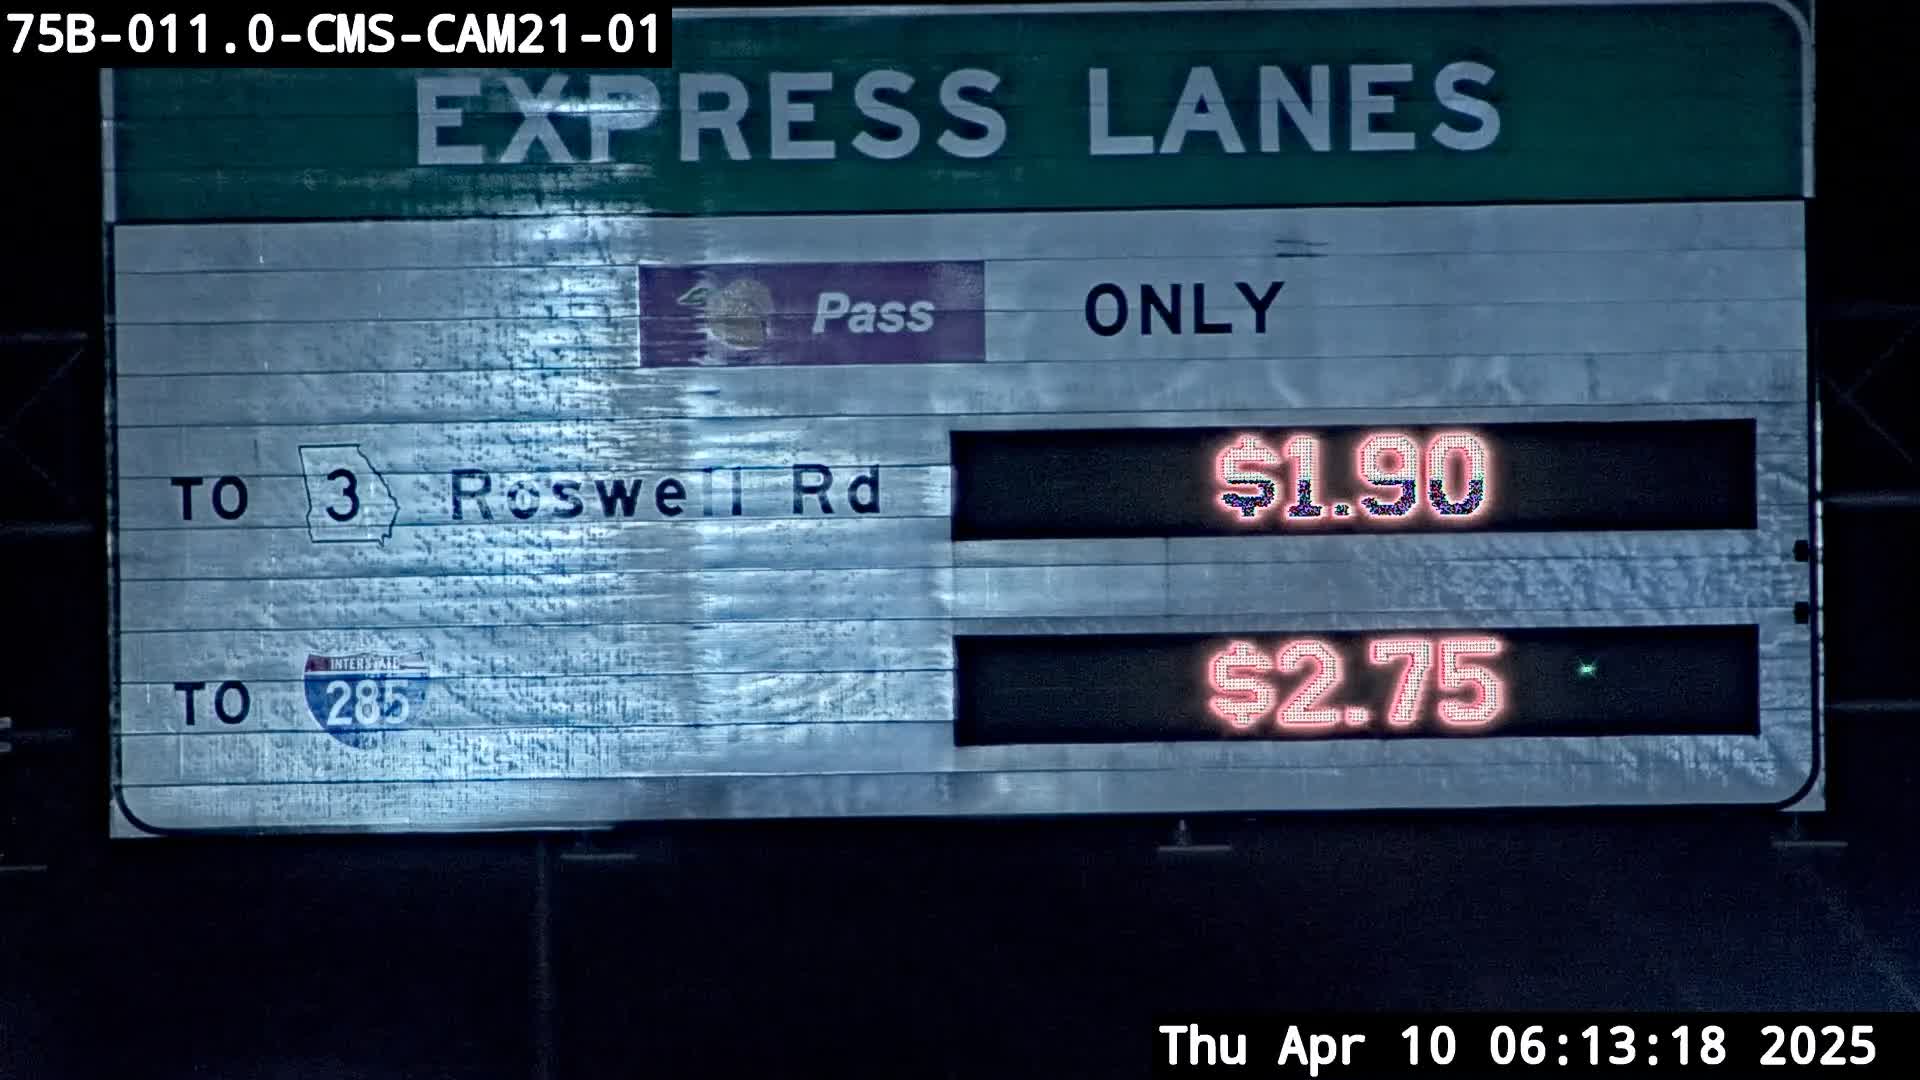 75B-011.0-CMS-CAM21-01
EXPRESS LANES
Pass ONLY
TO 3 Roswell Rd $1.90
TO INTERSTATE 285 $2.75
Thu Apr 10 06:13:18 2025